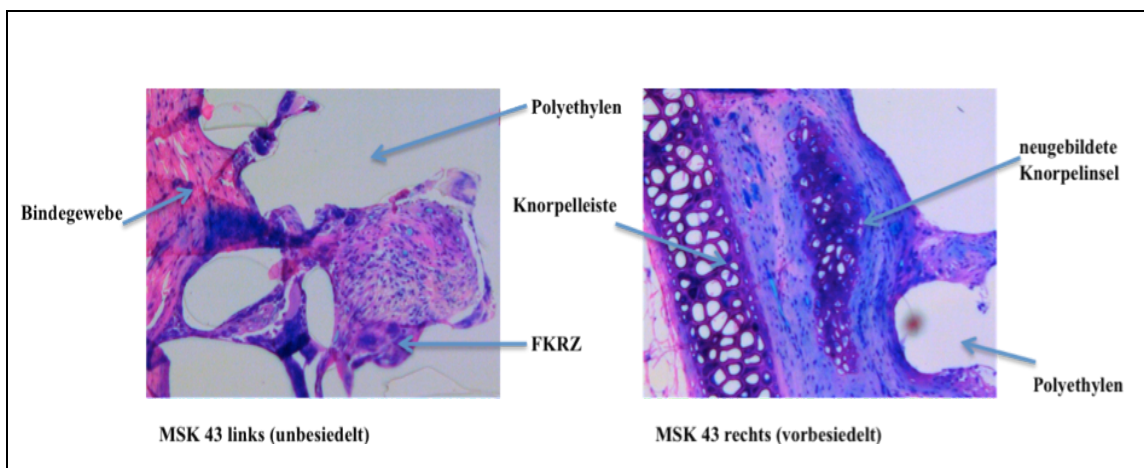 Polyethylen
Bindegewebe
FKRZ
MSK 43 links (unbesiedelt)
neugebildete
Knorpelinsel
Knorpelleiste
Polyethylen
MSK 43 rechts (vorbesiedelt)